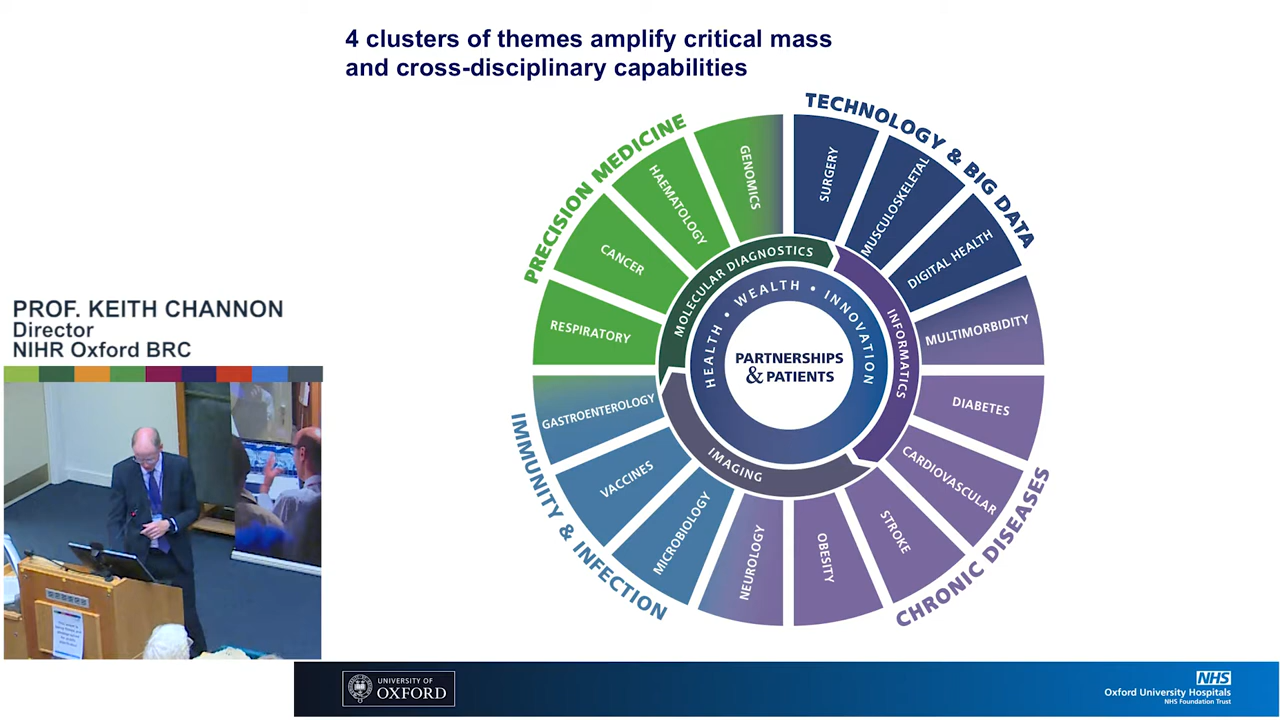 4 clusters of themes amplify critical mass
and cross-disciplinary capabilities
PROF. KEITH CHANNON
Director
NIHR Oxford BRC
PRECISION MEDICINE
TECHNOLOGY & BIG DATA
IMMUNITY & INFECTION
CHRONIC DISEASES
GENOMICS
HAEMATOLOGY
CANCER
RESPIRATORY
SURGERY
MUSCULOSKELETAL
DIGITAL HEALTH
MULTIMORBIDITY
DIABETES
CARDIOVASCULAR
STROKE
OBESITY
NEUROLOGY
MICROBIOLOGY
VACCINES
GASTROENTEROLOGY
MOLECULAR DIAGNOSTICS
INFORMATICS
IMAGING
HEALTH • WEALTH • INNOVATION
PARTNERSHIPS
& PATIENTS
UNIVERSITY OF
OXFORD
NHS
Oxford University Hospitals
NHS Foundation Trust